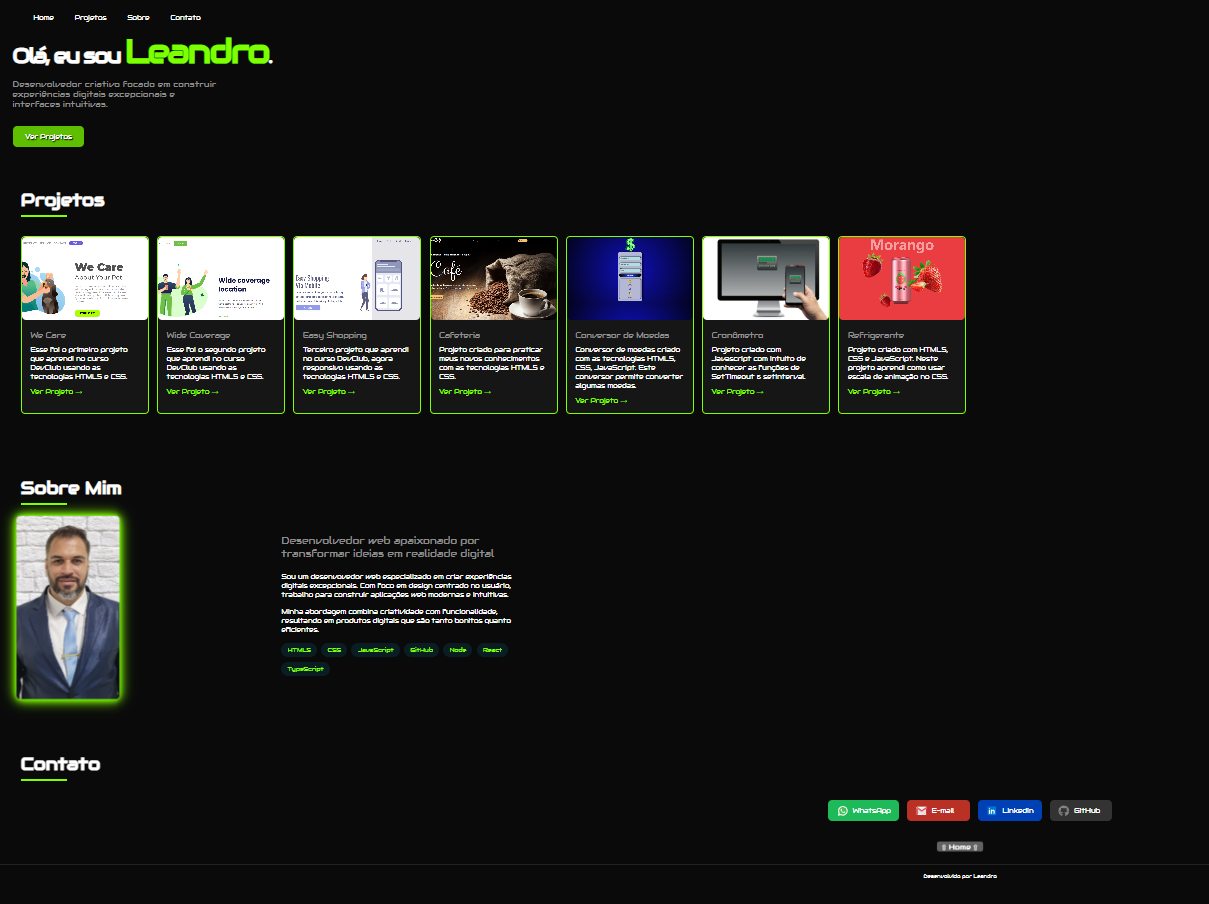 Home Projetos Sobre Contato
Olá, eu sou Leandro.
Desenvolvedor criativo focado em construir
experiências digitais excepcionais e
interfaces intuitivas.
Ver Projetos
Projetos
We Care
About Your Pet
We Care
Esse foi o primeiro projeto
que aprendi no curso
DevClub usando as
tecnologias HTML5 e CSS.
Ver Projeto →
Wide coverage
location
Wide Coverage
Esse foi o segundo projeto
que aprendi no curso
DevClub usando as
tecnologias HTML5 e CSS.
Ver Projeto →
Easy Shopping
Via Mobile
Easy Shopping
Terceiro projeto que aprendi
no curso DevClub, agora
responsivo usando as
tecnologias HTML5 e CSS.
Ver Projeto →
Café
Cafeteria
Projeto criado para praticar
meus novos conhecimentos
com as tecnologias HTML5 e
CSS.
Ver Projeto →
Conversor de Moedas
Conversor de moedas criado
com as tecnologias HTML5,
CSS, JavaScript. Este
conversor permite converter
algumas moedas.
Ver Projeto →
Cronômetro
Projeto criado com
Javascript com intuito de
conhecer as funções de
SetTimeout e setInterval.
Ver Projeto →
Morango
Refrigerante
Projeto criado com HTML5,
CSS e JavaScript. Neste
projeto aprendi como usar
escala de animação no CSS.
Ver Projeto →
Sobre Mim
Desenvolvedor web apaixonado por
transformar ideias em realidade digital
Sou um desenvovedor web especializado em criar experiências
digitais excepcionais. Com foco em design centrado no usuário,
trabalho para construir aplicações web modernas e intuitivas.
Minha abordagem combina criatividade com funcionalidade,
resultando em produtos digitais que são tanto bonitos quanto
eficientes.
HTML5 CSS JavaScript GitHub Node React
TypeScript
Contato
WhatsApp E-mail LinkedIn GitHub
⇧ Home ⇧
Desenvolvido por Leandro